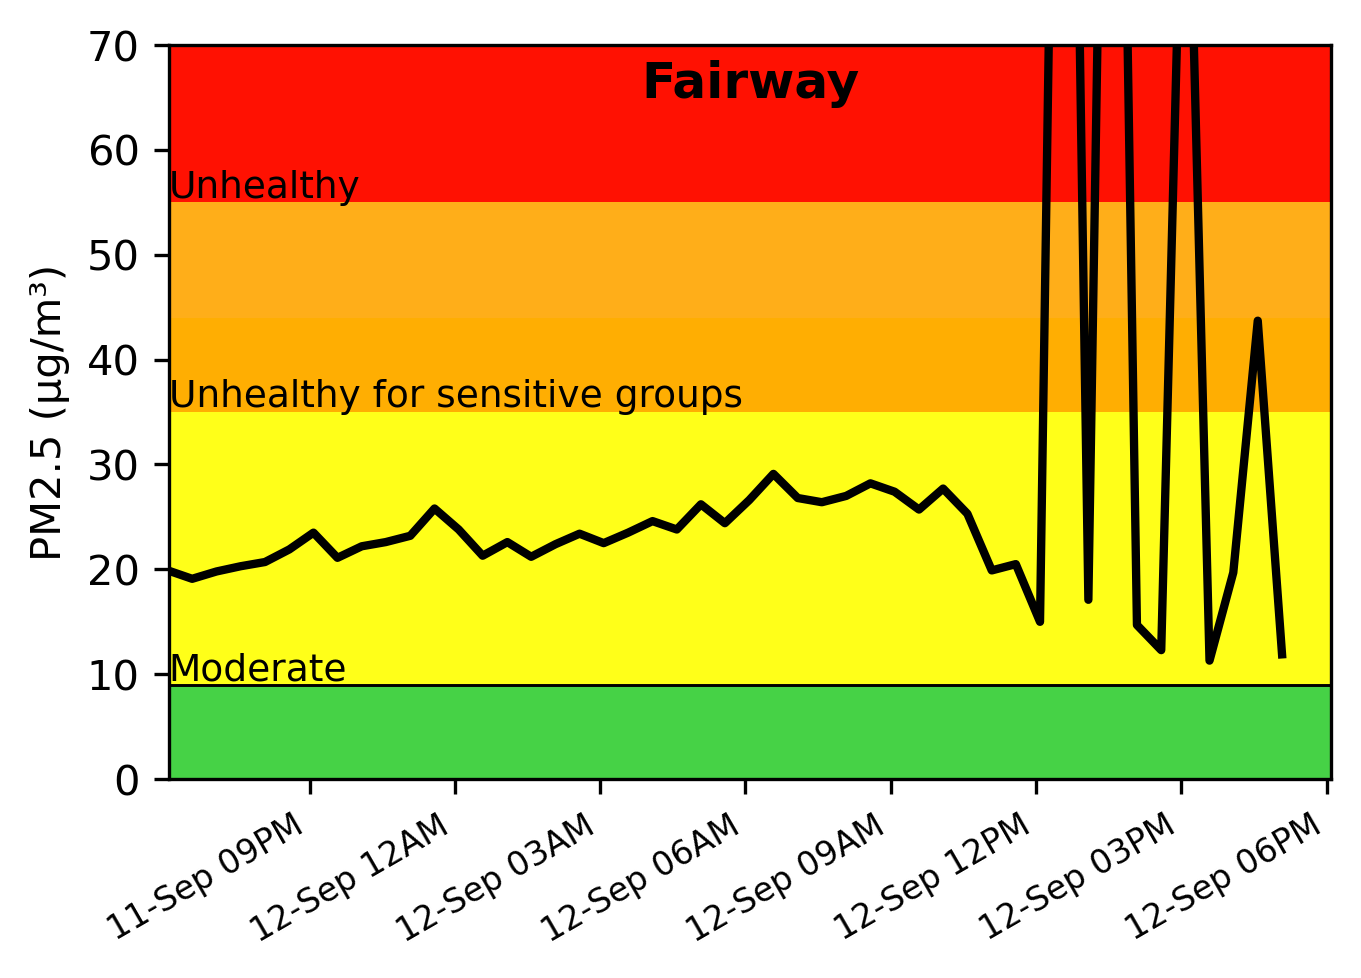 Fairway
70
60
50
40
30
20
10
0
PM2.5 (µg/m³)
Unhealthy
Unhealthy for sensitive groups
Moderate
11-Sep 09PM
12-Sep 12AM
12-Sep 03AM
12-Sep 06AM
12-Sep 09AM
12-Sep 12PM
12-Sep 03PM
12-Sep 06PM